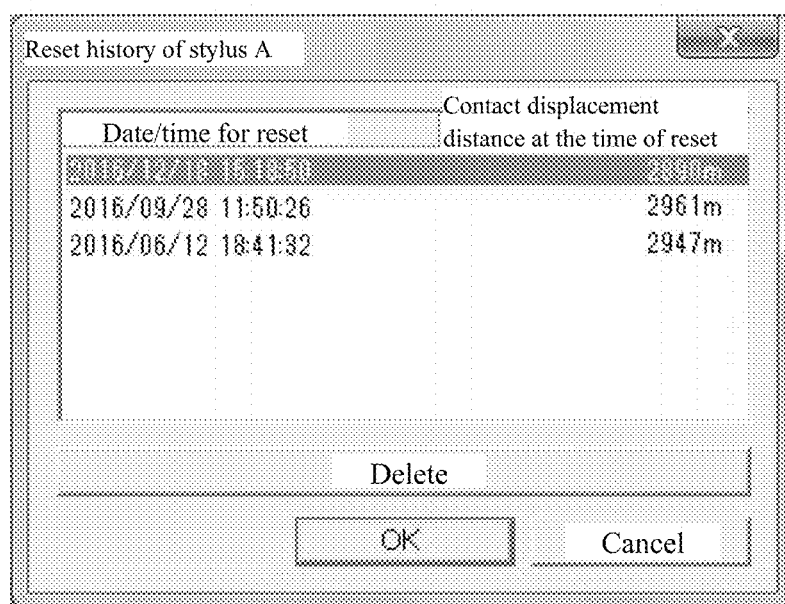 Reset history of stylus A
X
Date/time for reset
Contact displacement
distance at the time of reset
2016/09/28 11:50:26 2961m
2016/06/12 18:41:32 2947m
Delete
OK Cancel